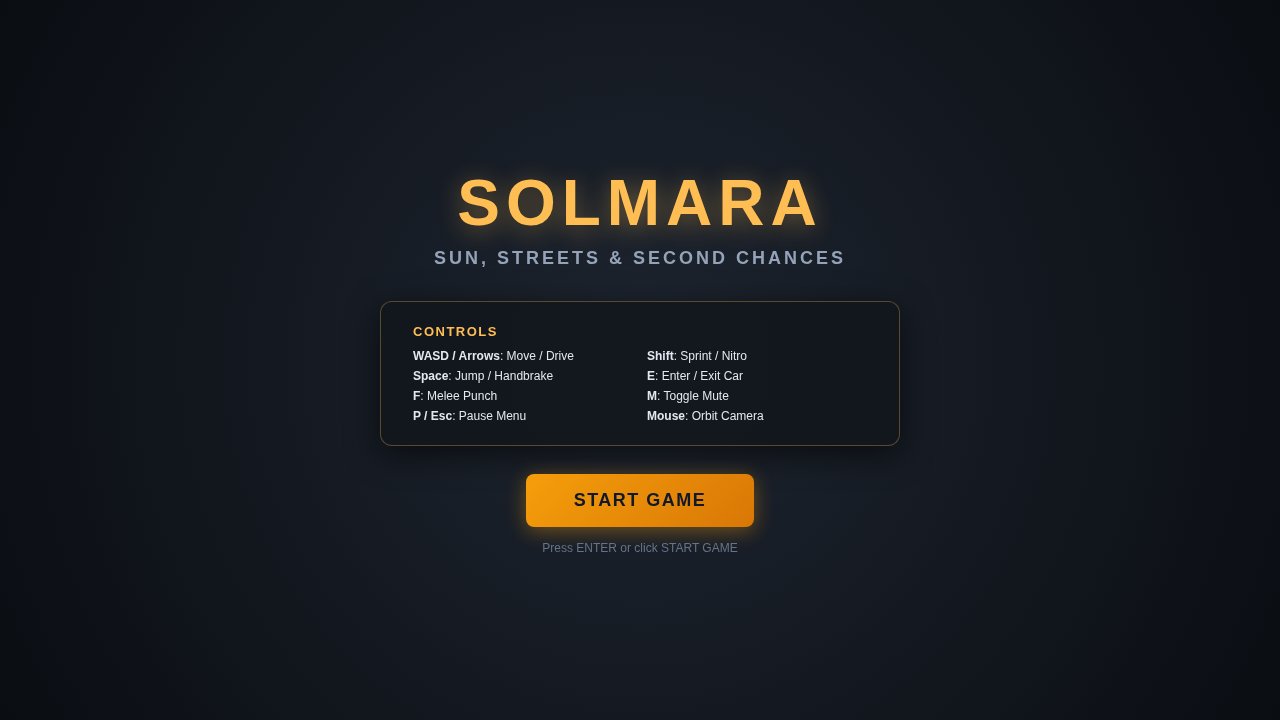 SOLMARA
SUN, STREETS & SECOND CHANCES
CONTROLS
WASD / Arrows: Move / Drive
Shift: Sprint / Nitro
Space: Jump / Handbrake
E: Enter / Exit Car
F: Melee Punch
M: Toggle Mute
P / Esc: Pause Menu
Mouse: Orbit Camera
START GAME
Press ENTER or click START GAME